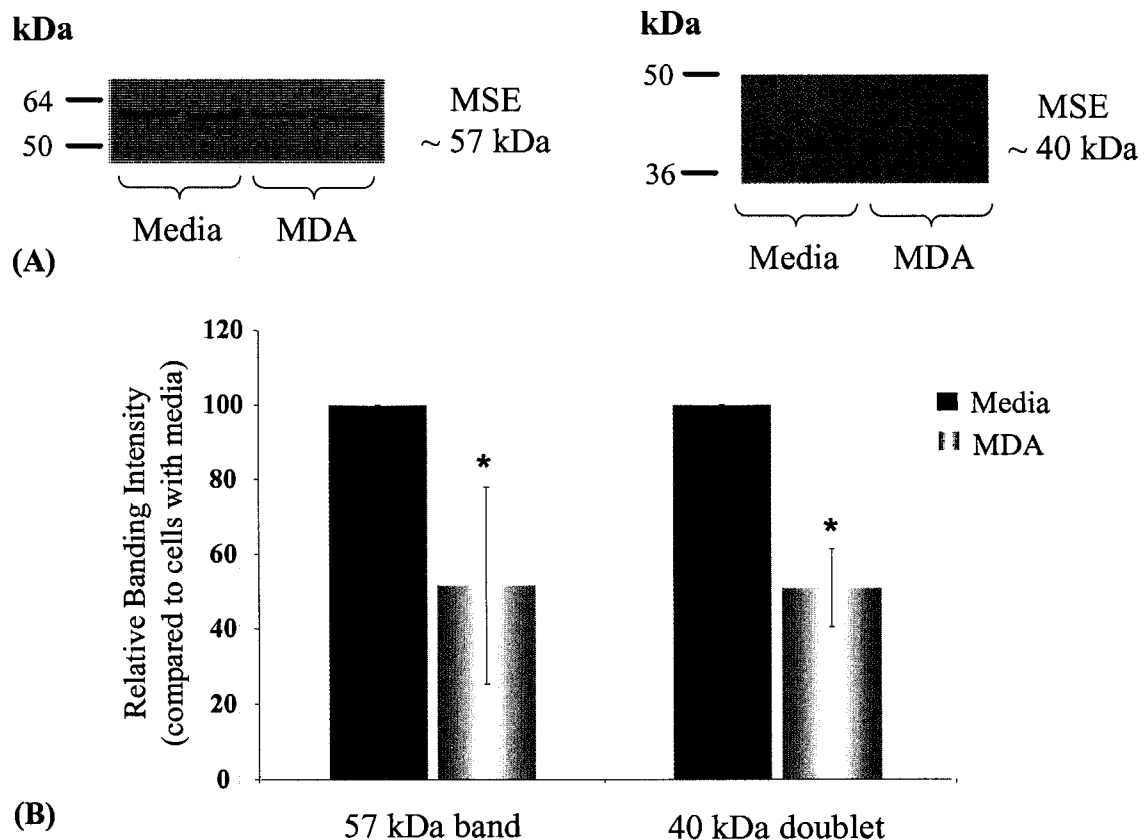 kDa
64
50
MSE
~ 57 kDa
Media
MDA
(A)
kDa
50
36
MSE
~ 40 kDa
Media
MDA
Relative Banding Intensity
(compared to cells with media)
120
100
80
60
40
20
0
*
*
Media
MDA
(B)
57 kDa band
40 kDa doublet